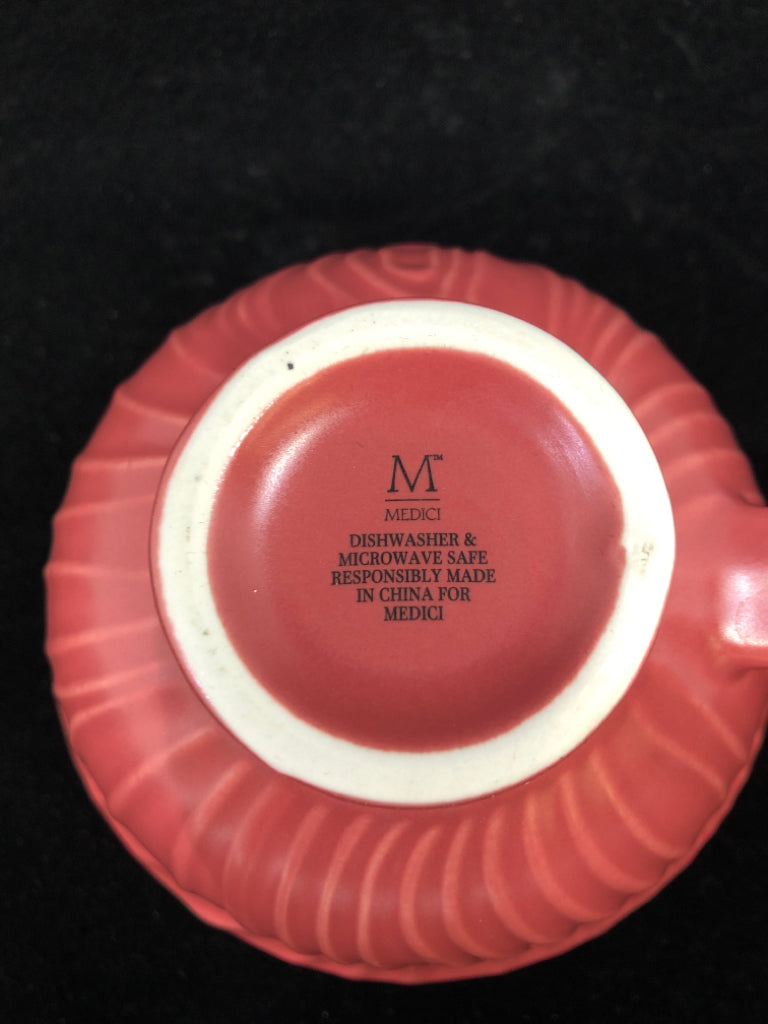 M™
MEDICI
DISHWASHER &
MICROWAVE SAFE
RESPONSIBLY MADE
IN CHINA FOR
MEDICI